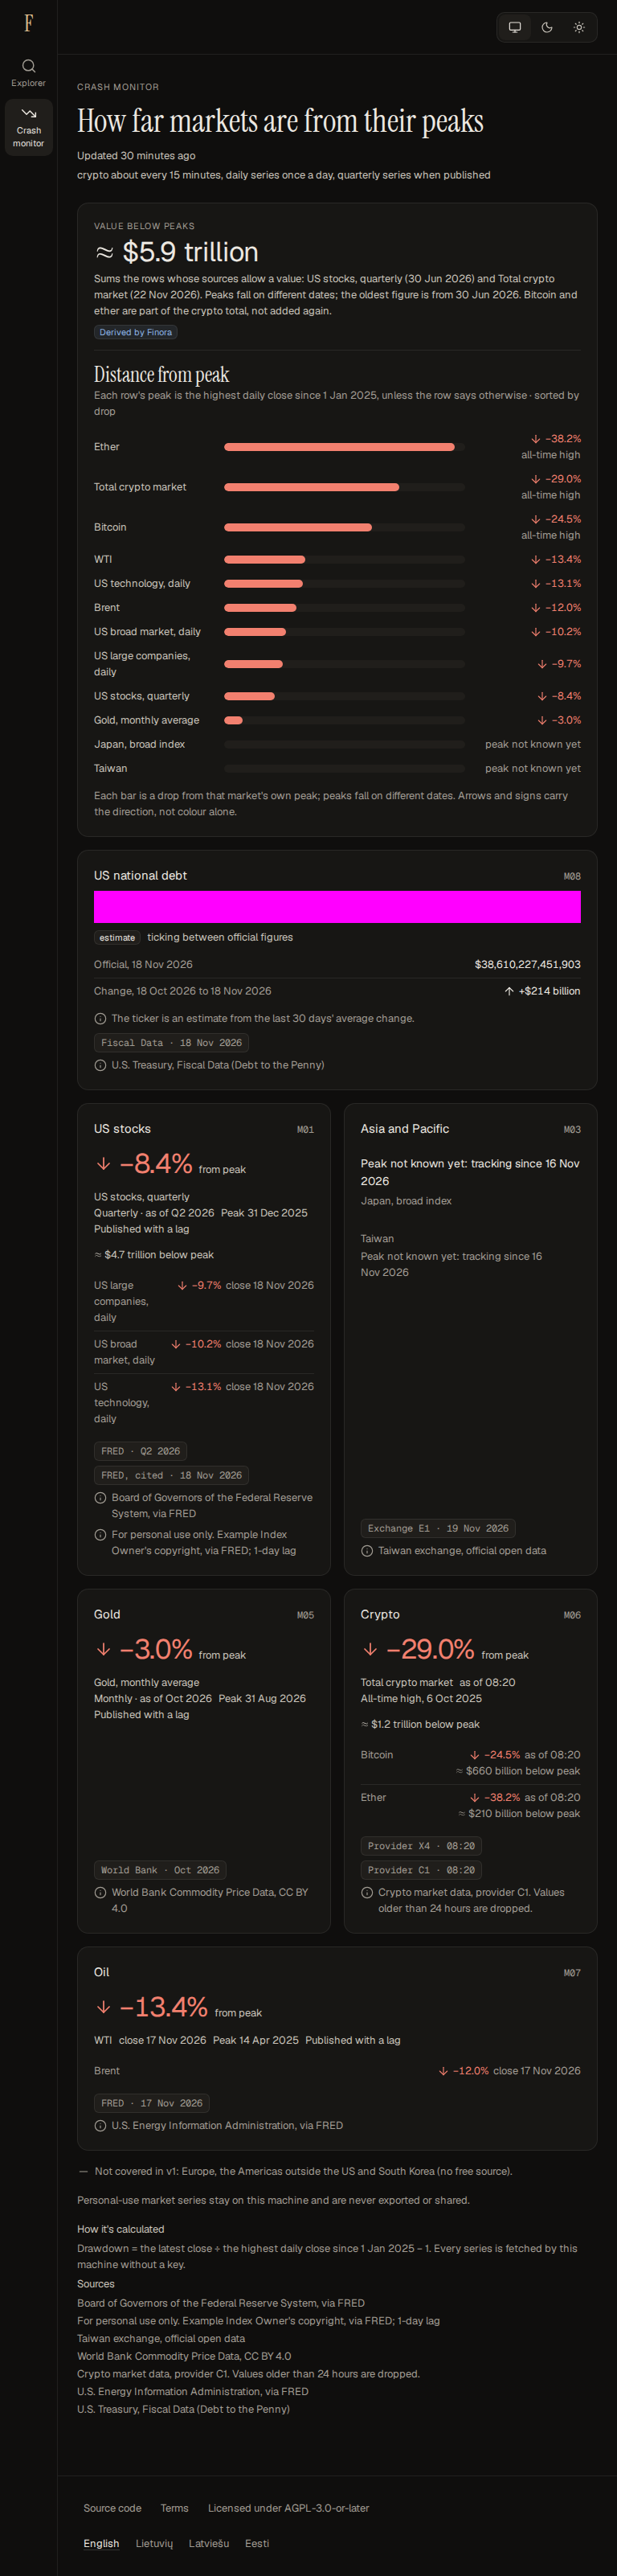 F
Explorer
Crash
monitor
CRASH MONITOR
How far markets are from their peaks
Updated 30 minutes ago
crypto about every 15 minutes, daily series once a day, quarterly series when published
VALUE BELOW PEAKS
≈ $5.9 trillion
Sums the rows whose sources allow a value: US stocks, quarterly (30 Jun 2026) and Total crypto
market (22 Nov 2026). Peaks fall on different dates; the oldest figure is from 30 Jun 2026. Bitcoin and
ether are part of the crypto total, not added again.
Derived by Finora
Distance from peak
Each row's peak is the highest daily close since 1 Jan 2025, unless the row says otherwise · sorted by
drop
Ether ↓ −38.2%
all-time high
Total crypto market ↓ −29.0%
all-time high
Bitcoin ↓ −24.5%
all-time high
WTI ↓ −13.4%
US technology, daily ↓ −13.1%
Brent ↓ −12.0%
US broad market, daily ↓ −10.2%
US large companies,
daily ↓ −9.7%
US stocks, quarterly ↓ −8.4%
Gold, monthly average ↓ −3.0%
Japan, broad index peak not known yet
Taiwan peak not known yet
Each bar is a drop from that market's own peak; peaks fall on different dates. Arrows and signs carry
the direction, not colour alone.
US national debt M08
estimate ticking between official figures
Official, 18 Nov 2026 $38,610,227,451,903
Change, 18 Oct 2026 to 18 Nov 2026 ↑ +$214 billion
The ticker is an estimate from the last 30 days' average change.
Fiscal Data · 18 Nov 2026
U.S. Treasury, Fiscal Data (Debt to the Penny)
US stocks M01
↓ −8.4% from peak
US stocks, quarterly
Quarterly · as of Q2 2026 Peak 31 Dec 2025
Published with a lag
≈ $4.7 trillion below peak
US large
companies,
daily
↓ −9.7% close 18 Nov 2026
US broad
market, daily
↓ −10.2% close 18 Nov 2026
US
technology,
daily
↓ −13.1% close 18 Nov 2026
FRED · Q2 2026
FRED, cited · 18 Nov 2026
Board of Governors of the Federal Reserve
System, via FRED
For personal use only. Example Index
Owner's copyright, via FRED; 1-day lag
Asia and Pacific M03
Peak not known yet: tracking since 16 Nov
2026
Japan, broad index
Taiwan
Peak not known yet: tracking since 16
Nov 2026
Exchange E1 · 19 Nov 2026
Taiwan exchange, official open data
Gold M05
↓ −3.0% from peak
Gold, monthly average
Monthly · as of Oct 2026 Peak 31 Aug 2026
Published with a lag
World Bank · Oct 2026
World Bank Commodity Price Data, CC BY
4.0
Crypto M06
↓ −29.0% from peak
Total crypto market as of 08:20
All-time high, 6 Oct 2025
≈ $1.2 trillion below peak
Bitcoin ↓ −24.5% as of 08:20
≈ $660 billion below peak
Ether ↓ −38.2% as of 08:20
≈ $210 billion below peak
Provider X4 · 08:20
Provider C1 · 08:20
Crypto market data, provider C1. Values
older than 24 hours are dropped.
Oil M07
↓ −13.4% from peak
WTI close 17 Nov 2026 Peak 14 Apr 2025 Published with a lag
Brent ↓ −12.0% close 17 Nov 2026
FRED · 17 Nov 2026
U.S. Energy Information Administration, via FRED
— Not covered in v1: Europe, the Americas outside the US and South Korea (no free source).
Personal-use market series stay on this machine and are never exported or shared.
How it's calculated
Drawdown = the latest close ÷ the highest daily close since 1 Jan 2025 − 1. Every series is fetched by this
machine without a key.
Sources
Board of Governors of the Federal Reserve System, via FRED
For personal use only. Example Index Owner's copyright, via FRED; 1-day lag
Taiwan exchange, official open data
World Bank Commodity Price Data, CC BY 4.0
Crypto market data, provider C1. Values older than 24 hours are dropped.
U.S. Energy Information Administration, via FRED
U.S. Treasury, Fiscal Data (Debt to the Penny)
Source code Terms Licensed under AGPL-3.0-or-later
English Lietuvių Latviešu Eesti